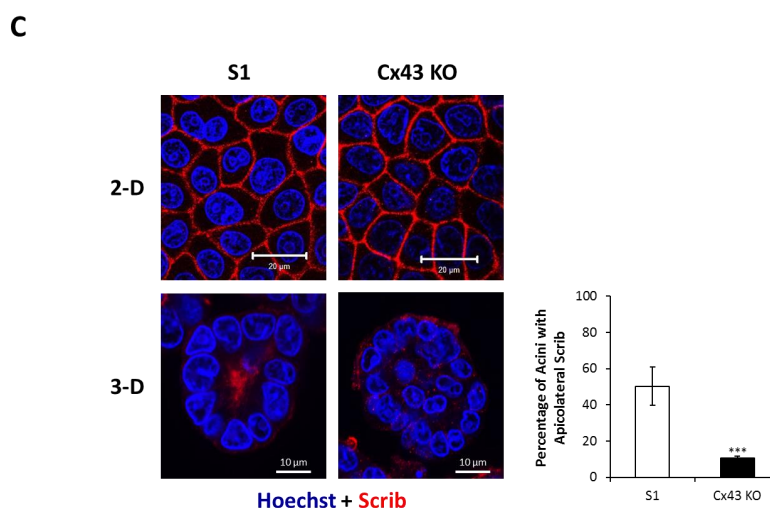 C
S1 Cx43 KO
2-D
20 µm 20 µm
3-D
10 µm 10 µm
Hoechst + Scrib
Percentage of Acini with
Apicolateral Scrib
100
80
60
40
20
0
***
S1 Cx43 KO